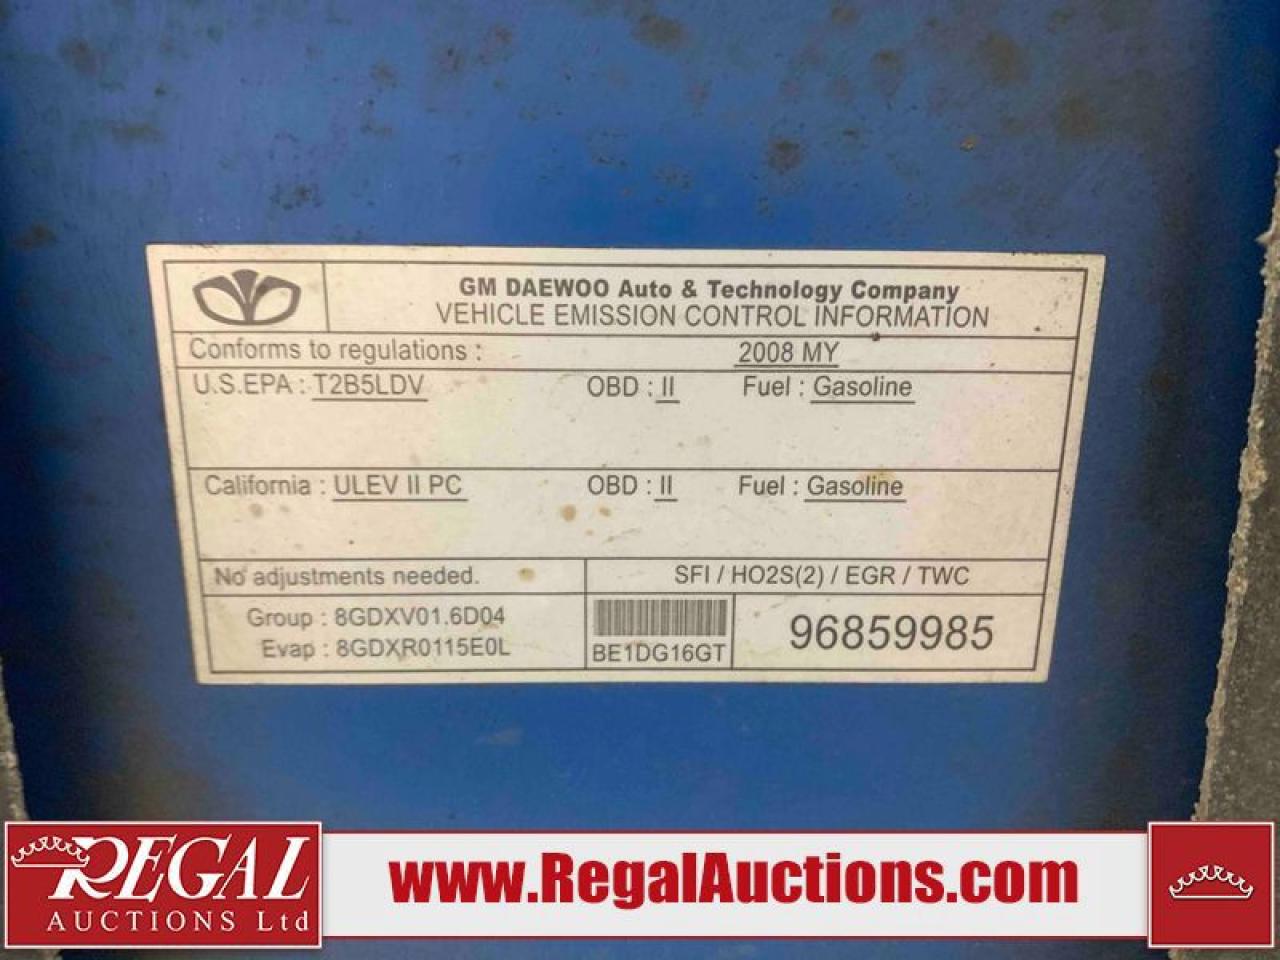 GM DAEWOO Auto & Technology Company
VEHICLE EMISSION CONTROL INFORMATION
Conforms to regulations : 2008 MY
U.S.EPA : T2B5LDV OBD : II Fuel : Gasoline
California : ULEV II PC OBD : II Fuel : Gasoline
No adjustments needed. SFI / HO2S(2) / EGR / TWC
Group : 8GDXV01.6D04
Evap : 8GDXR0115E0L
BE1DG16GT
96859985
REGAL
AUCTIONS Ltd
www.RegalAuctions.com